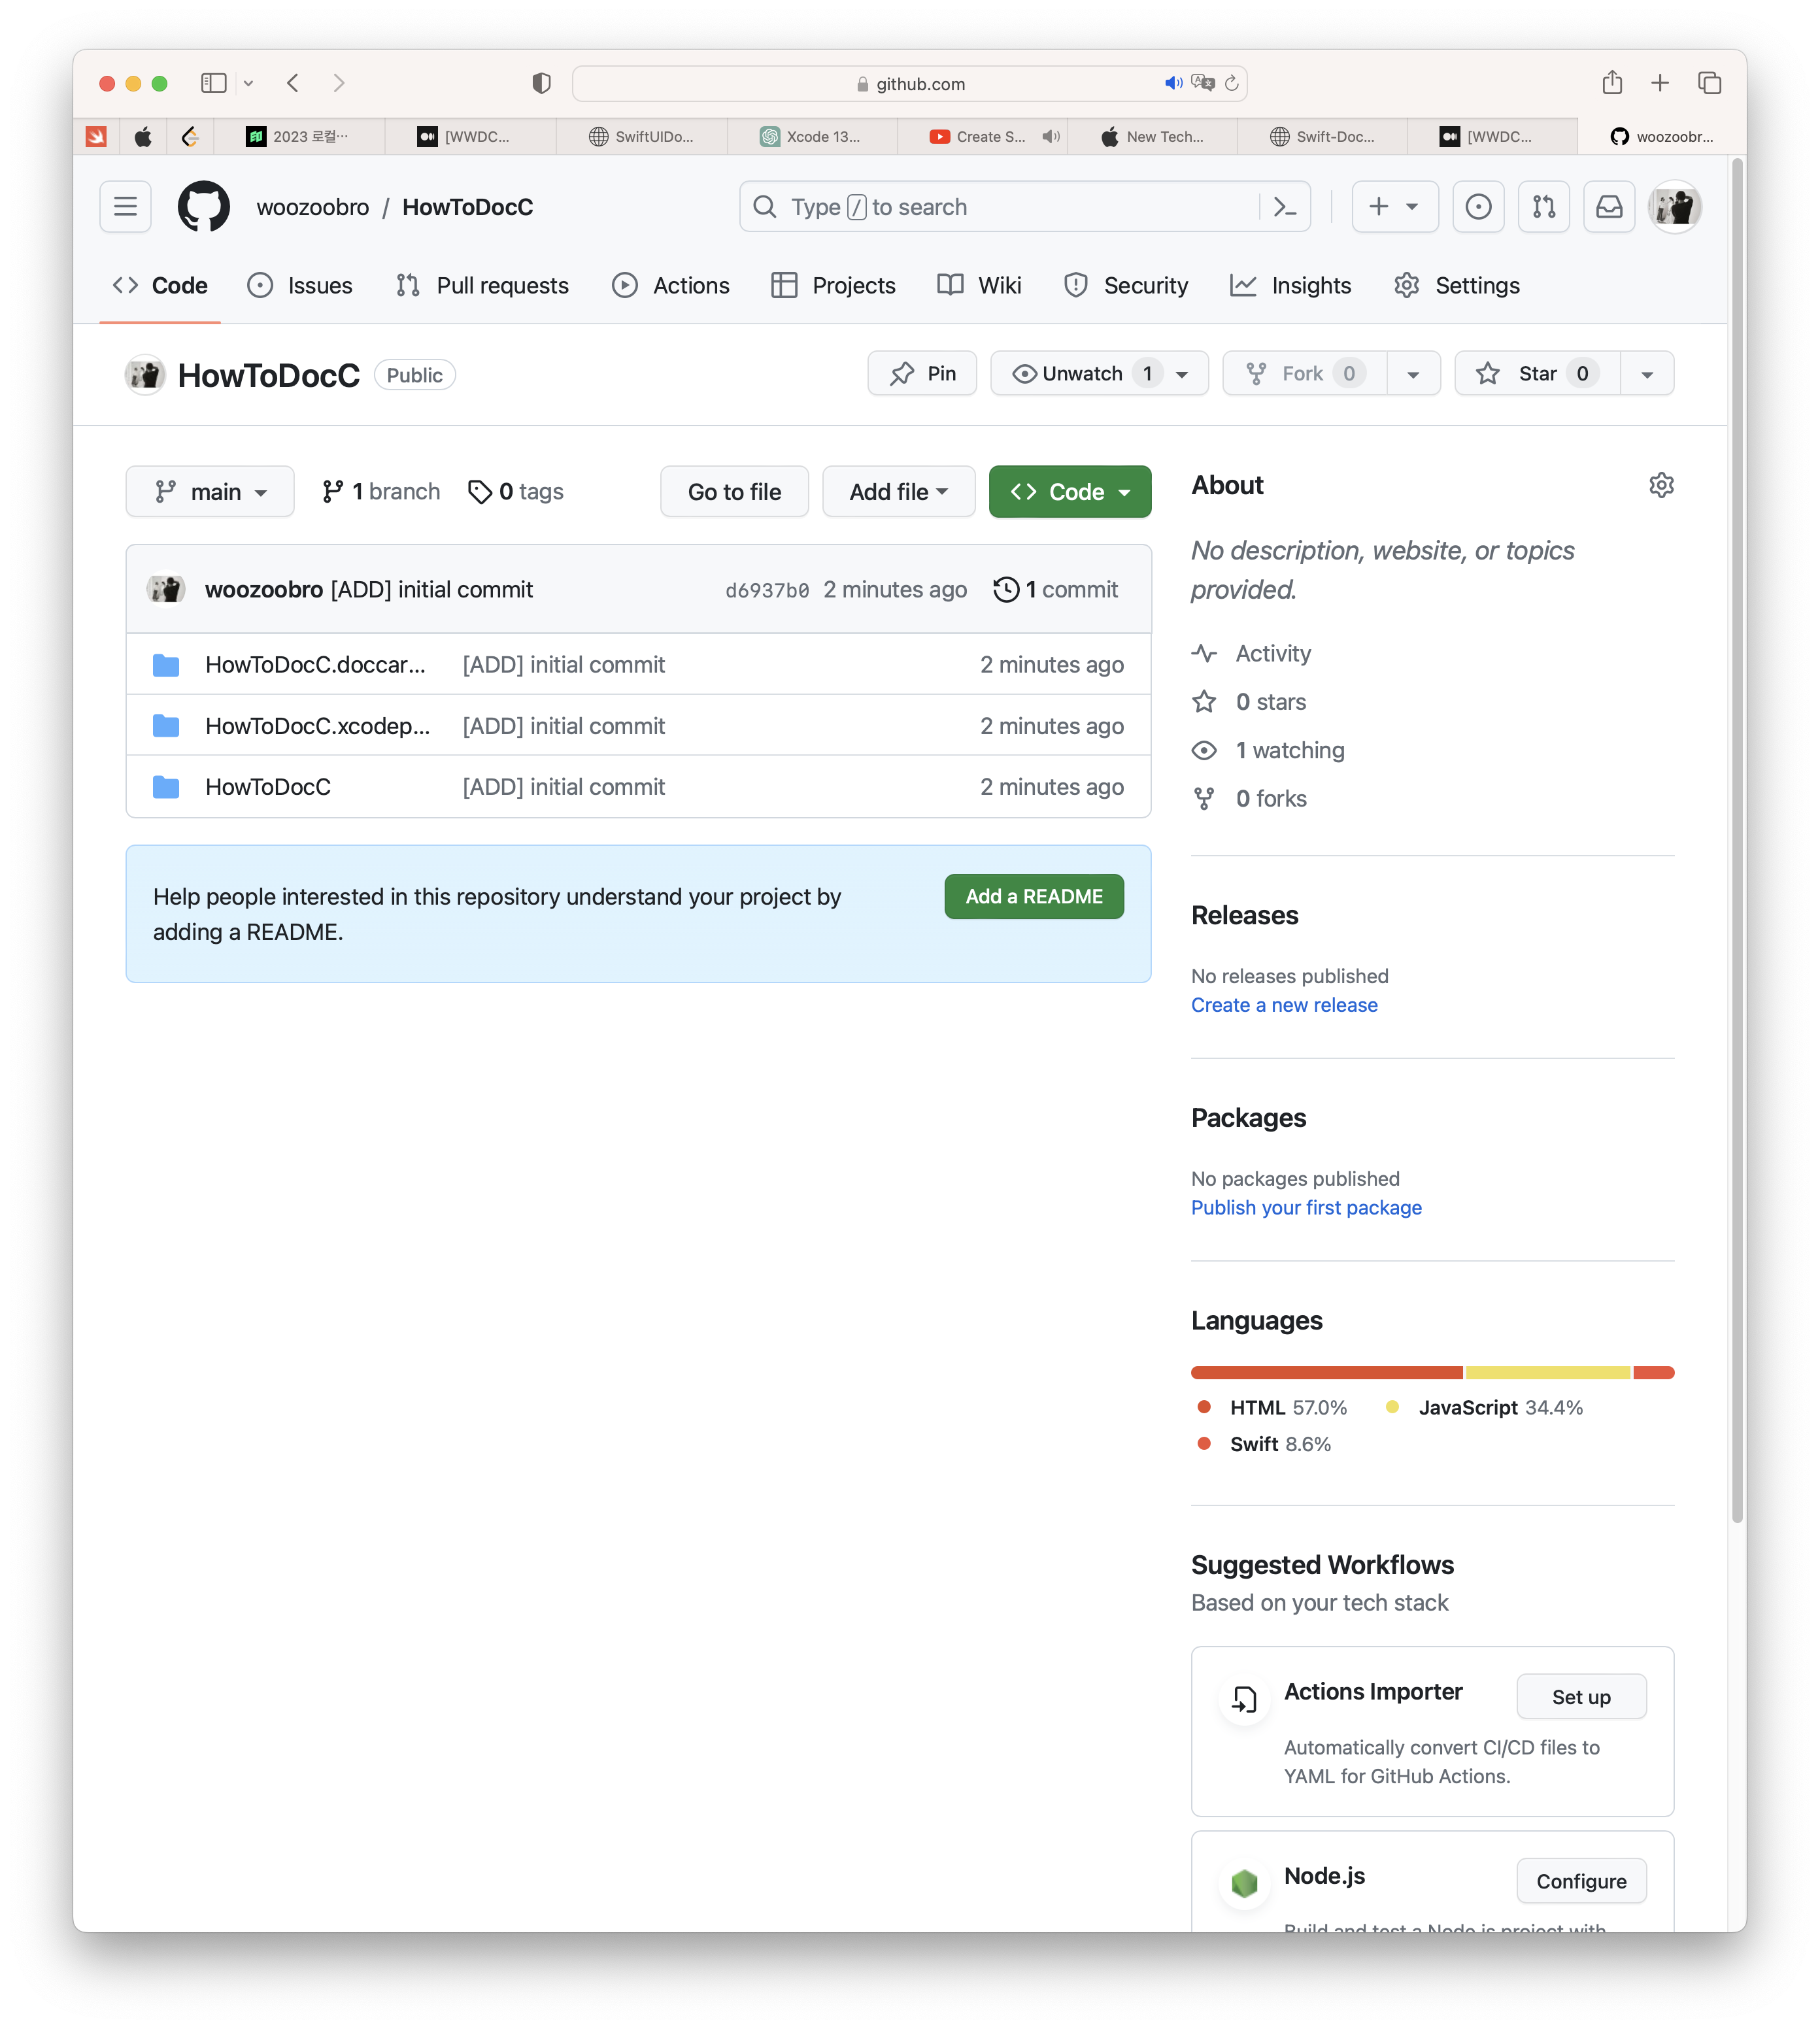 github.com
2023 로컬…
[WWDC...
SwiftUIDo...
Xcode 13...
Create S...
New Tech...
Swift-Doc...
[WWDC...
woozoobr...
woozoobro / HowToDocC
Type / to search
Code
Issues
Pull requests
Actions
Projects
Wiki
Security
Insights
Settings
HowToDocC Public
Pin
Unwatch 1
Fork 0
Star 0
main
1 branch
0 tags
Go to file
Add file
Code
woozoobro [ADD] initial commit d6937b0 2 minutes ago 1 commit
HowToDocC.doccar... [ADD] initial commit 2 minutes ago
HowToDocC.xcodep... [ADD] initial commit 2 minutes ago
HowToDocC [ADD] initial commit 2 minutes ago
Help people interested in this repository understand your project by
adding a README.
Add a README
About
No description, website, or topics
provided.
Activity
0 stars
1 watching
0 forks
Releases
No releases published
Create a new release
Packages
No packages published
Publish your first package
Languages
HTML 57.0% JavaScript 34.4%
Swift 8.6%
Suggested Workflows
Based on your tech stack
Actions Importer
Set up
Automatically convert CI/CD files to
YAML for GitHub Actions.
Node.js
Configure
Build and test a Node.js project with